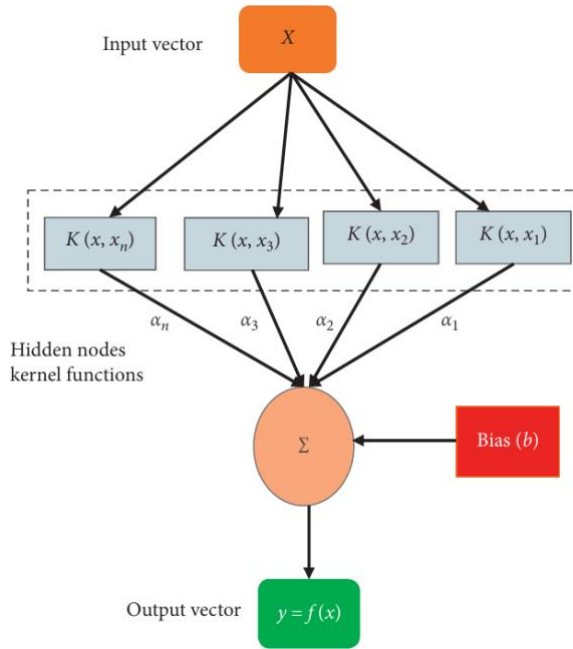 Input vector
X
K (x, xₙ)
K (x, x₃)
K (x, x₂)
K (x, x₁)
αₙ
α₃
α₂
α₁
Hidden nodes
kernel functions
Σ
Bias (b)
Output vector
y = f (x)